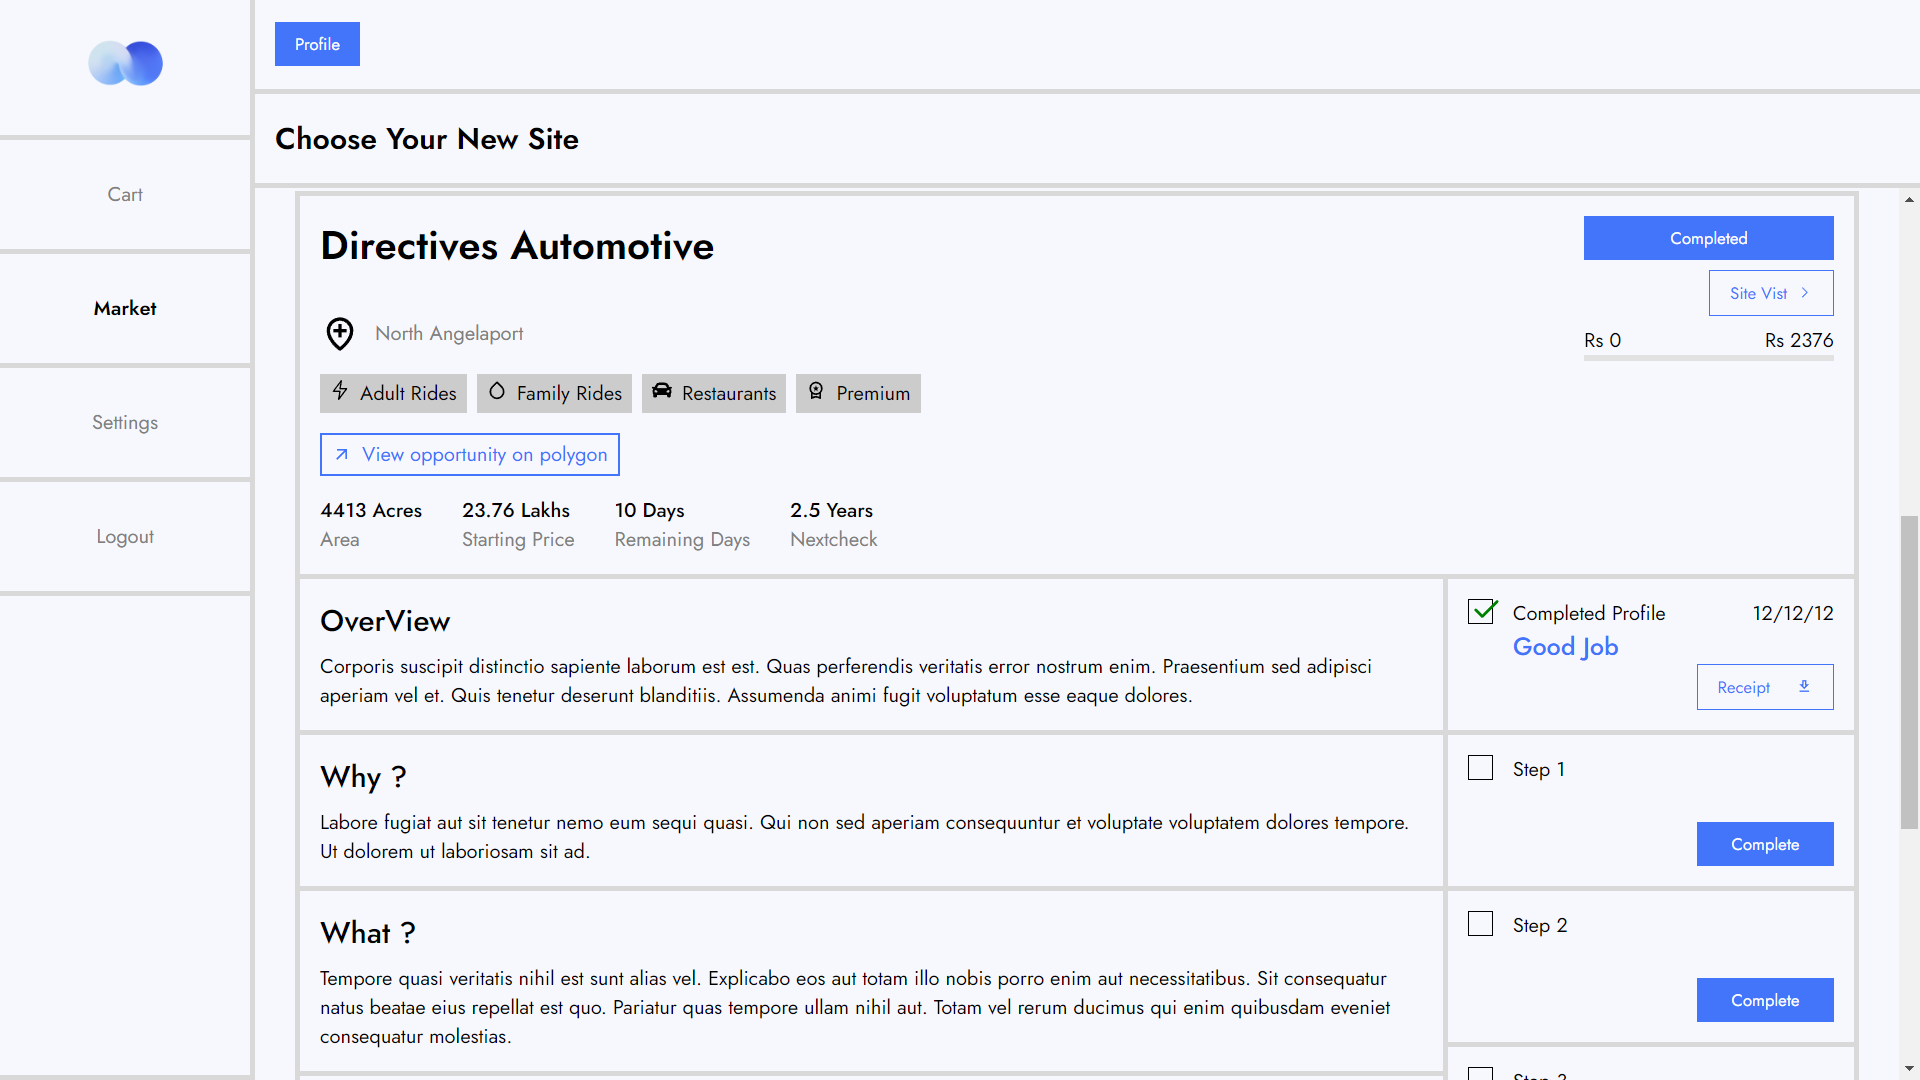 Profile
Choose Your New Site
Cart
Market
Settings
Logout
Directives Automotive
Completed
Site Vist
North Angelaport
Rs 0 Rs 2376
Adult Rides Family Rides Restaurants Premium
View opportunity on polygon
4413 Acres 23.76 Lakhs 10 Days 2.5 Years
Area Starting Price Remaining Days Nextcheck
OverView
Corporis suscipit distinctio sapiente laborum est est. Quas perferendis veritatis error nostrum enim. Praesentium sed adipisci
aperiam vel et. Quis tenetur deserunt blanditiis. Assumenda animi fugit voluptatum esse eaque dolores.
Completed Profile 12/12/12
Good Job
Receipt
Why ?
Labore fugiat aut sit tenetur nemo eum sequi quasi. Qui non sed aperiam consequuntur et voluptate voluptatem dolores tempore.
Ut dolorem ut laboriosam sit ad.
Step 1
Complete
What ?
Tempore quasi veritatis nihil est sunt alias vel. Explicabo eos aut totam illo nobis porro enim aut necessitatibus. Sit consequatur
natus beatae eius repellat est quo. Pariatur quas tempore ullam nihil aut. Totam vel rerum ducimus qui enim quibusdam eveniet
consequatur molestias.
Step 2
Complete
Step 3